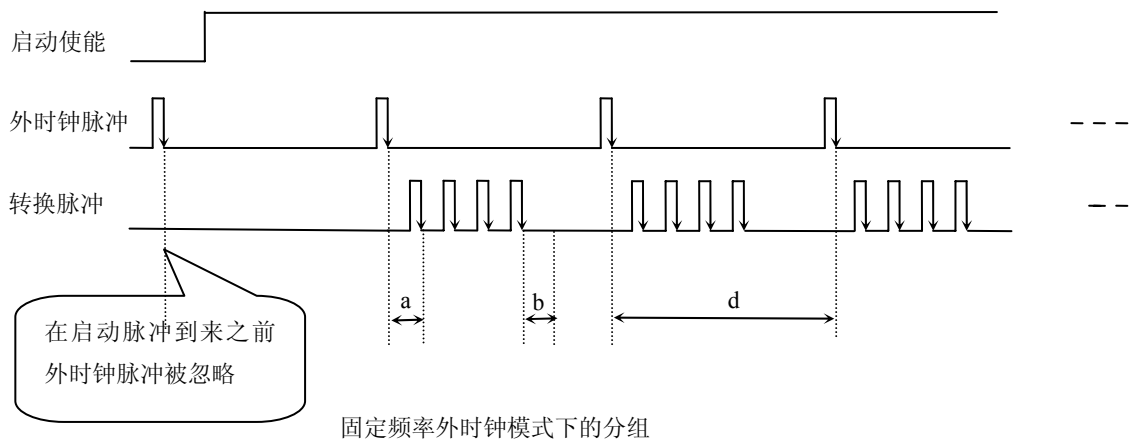 启动使能
外时钟脉冲
转换脉冲
a
b
d
在启动脉冲到来之前
外时钟脉冲被忽略
固定频率外时钟模式下的分组